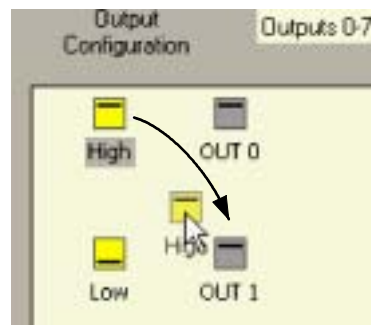 Output
Configuration
Outputs 0-7
High
OUT 0
High
Low
OUT 1